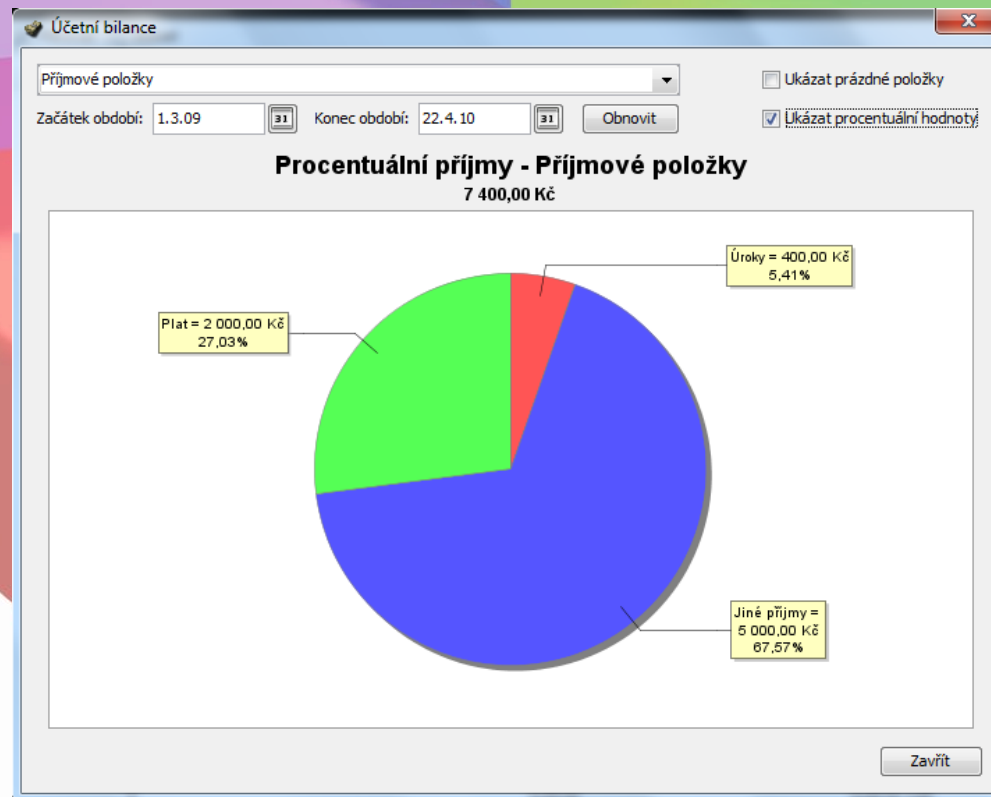 Účetní bilance
Příjmové položky
Ukázat prázdné položky
Začátek období: 1.3.09 31 Konec období: 22.4.10 31 Obnovit
Ukázat procentuální hodnoty
Procentuální příjmy - Příjmové položky
7 400,00 Kč
Úroky = 400,00 Kč
5,41%
Plat = 2 000,00 Kč
27,03%
Jiné příjmy =
5 000,00 Kč
67,57%
Zavřít